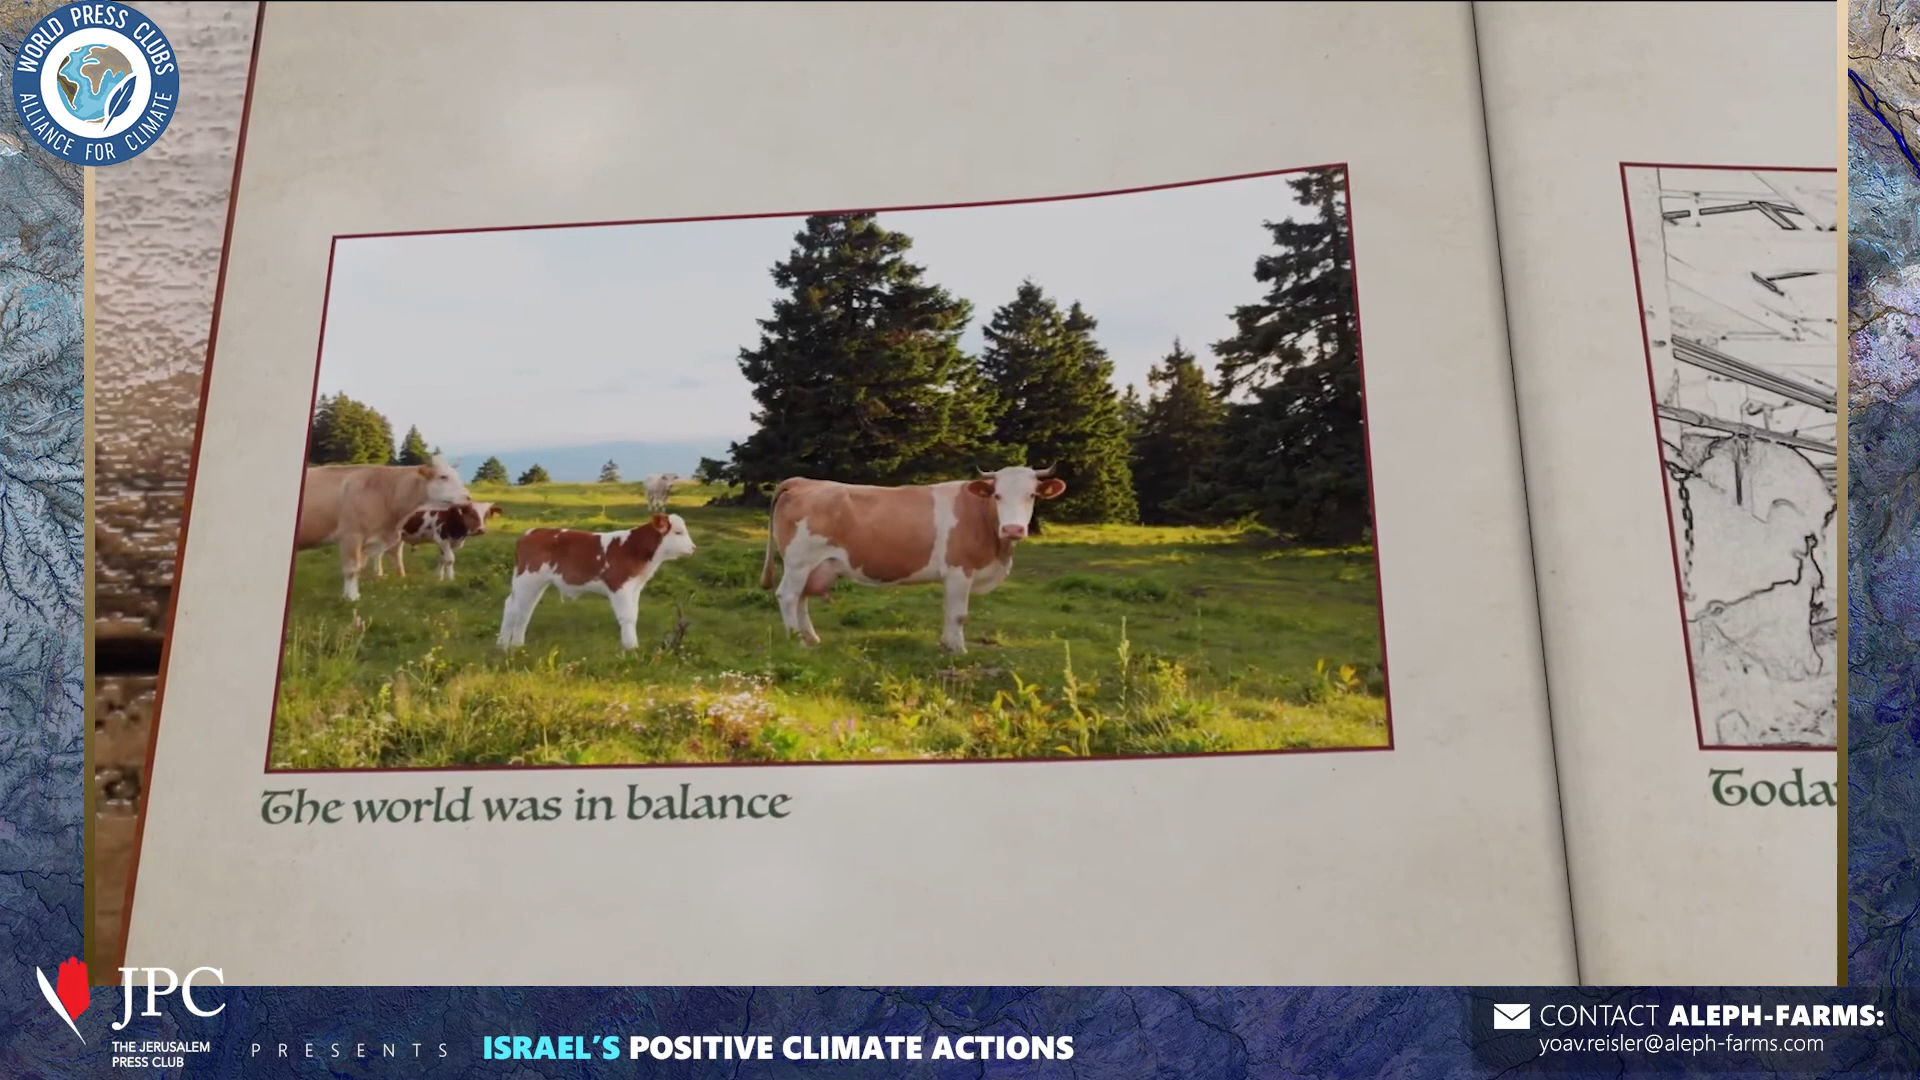 WORLD PRESS CLUBS
ALLIANCE FOR CLIMATE
The world was in balance
JPC
THE JERUSALEM
PRESS CLUB
PRESENTS
ISRAEL'S POSITIVE CLIMATE ACTIONS
CONTACT ALEPH-FARMS:
yoav.reisler@aleph-farms.com